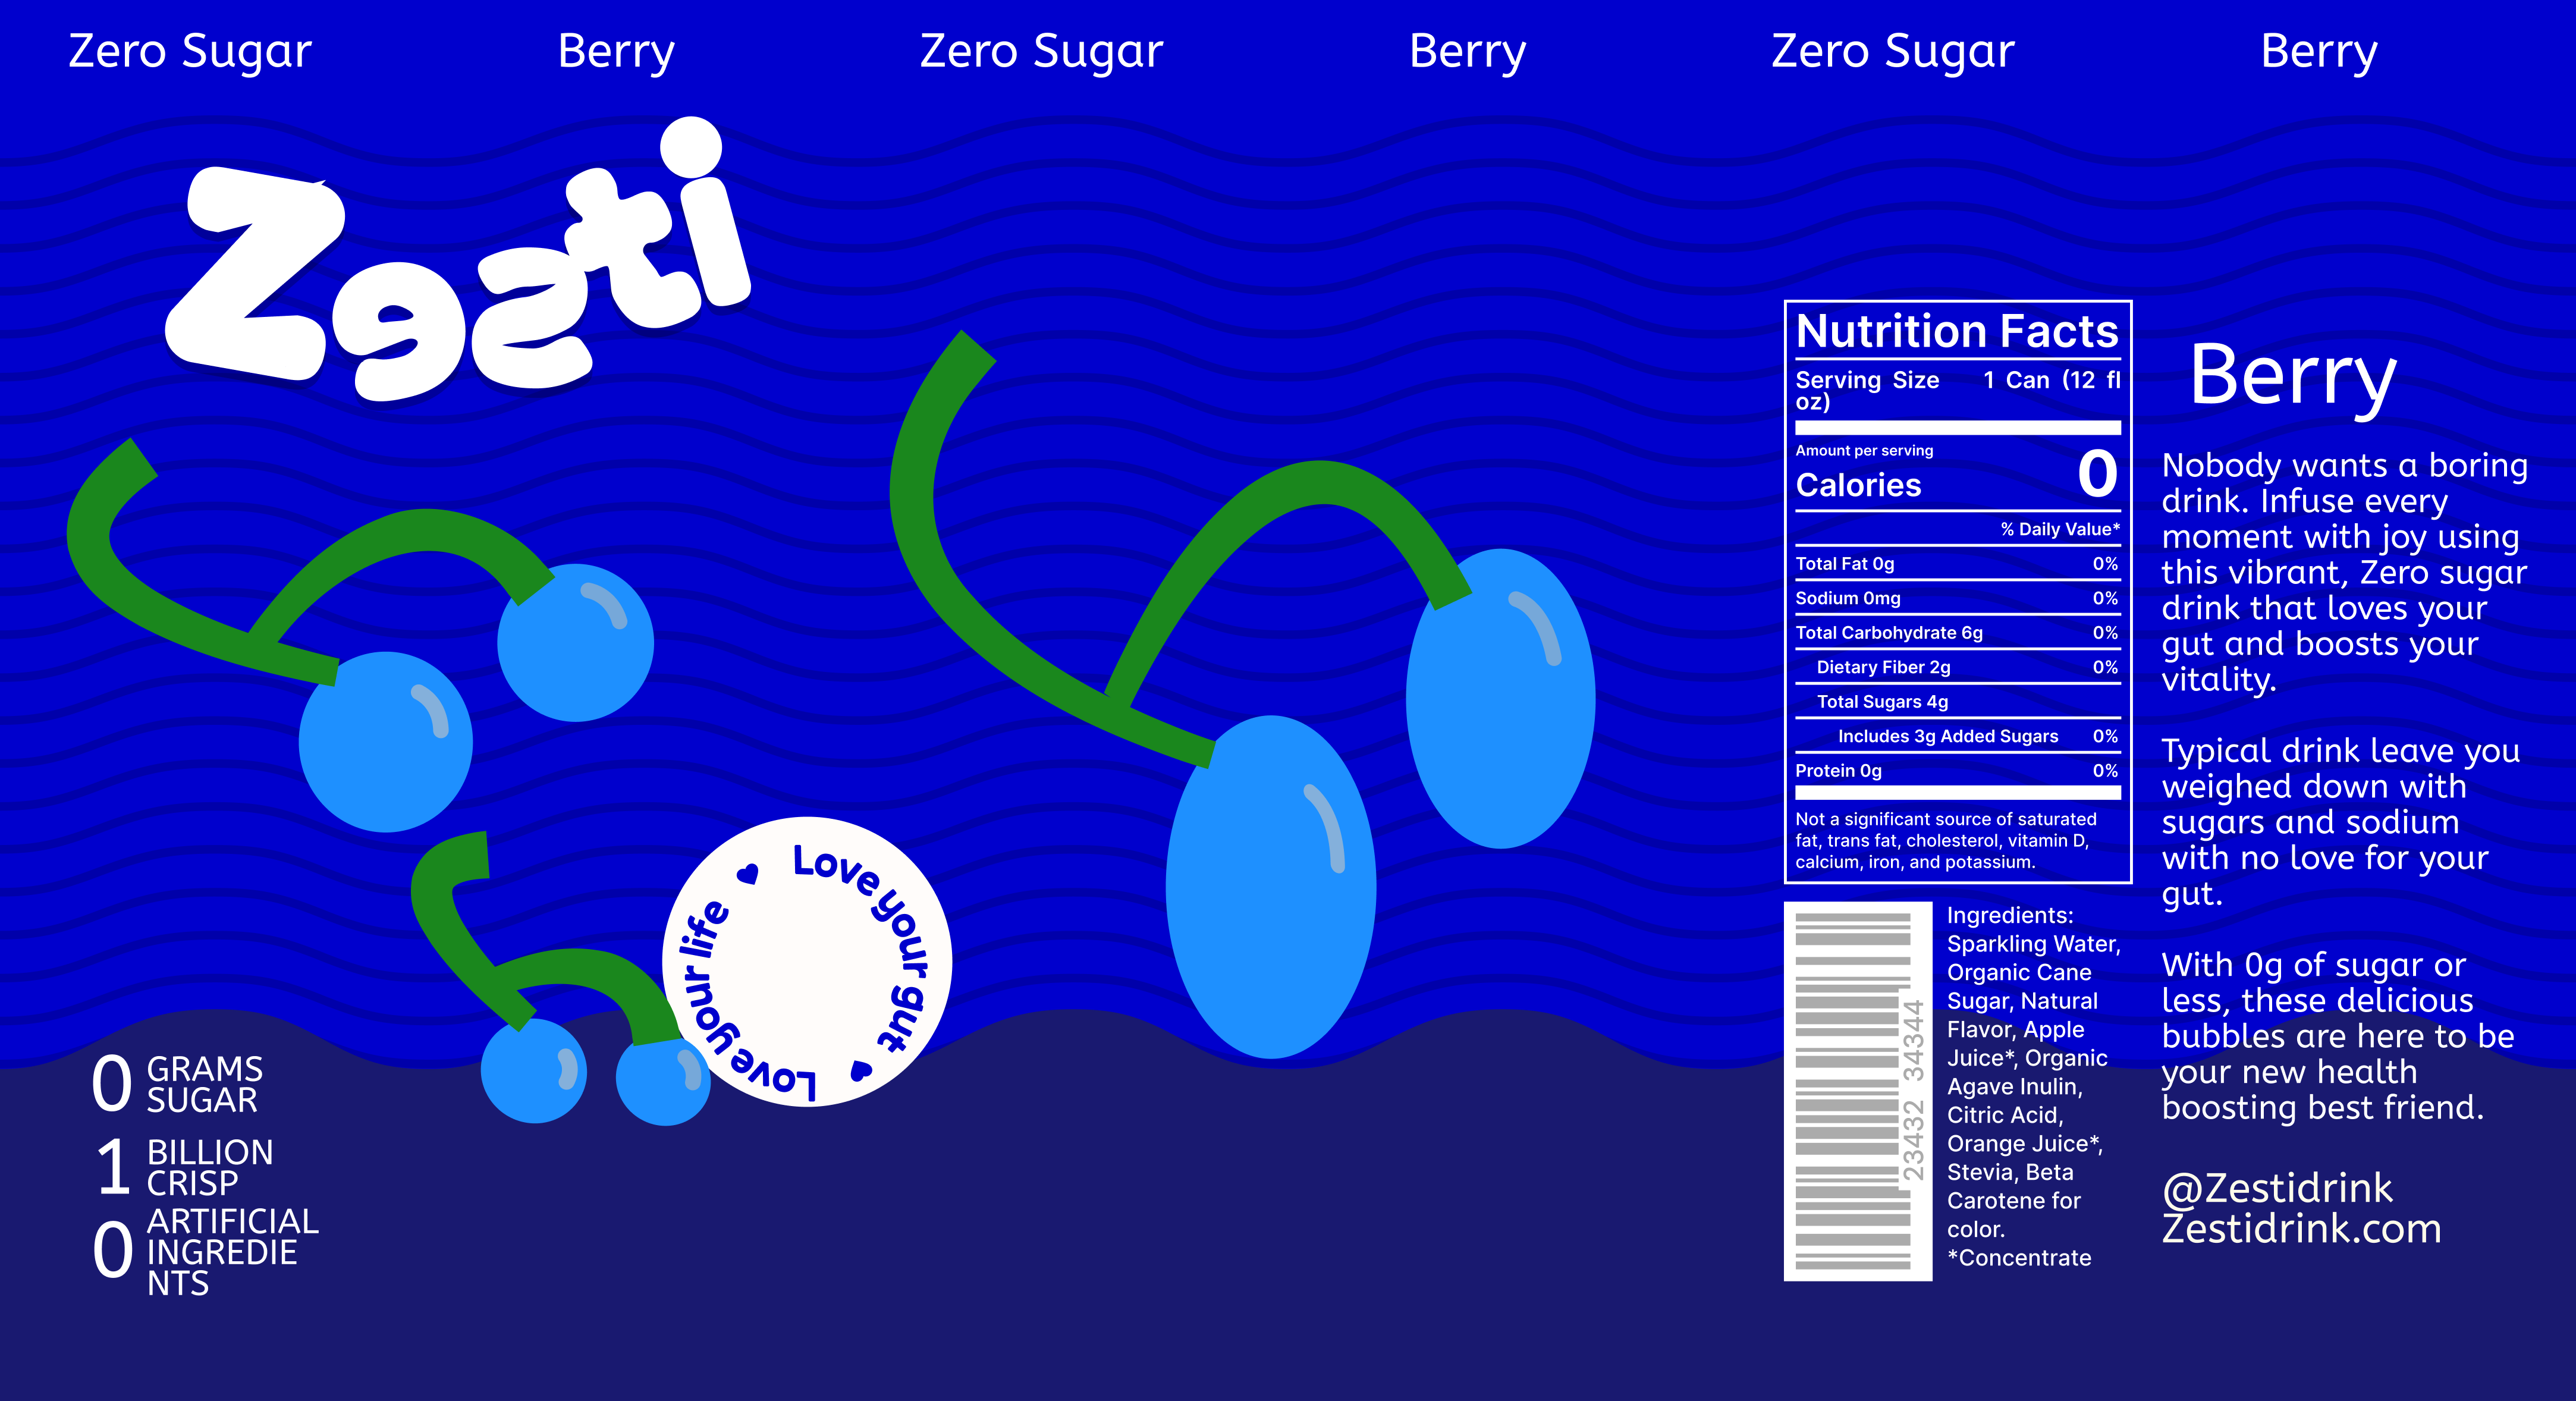 Zero Sugar Berry Zero Sugar Berry Zero Sugar Berry
Zesti
0 GRAMS
SUGAR
1 BILLION
CRISP
0 ARTIFICIAL
INGREDIE
NTS
Love your gut
Love your life
Nutrition Facts
Serving Size 1 Can (12 fl
oz)
Amount per serving
Calories 0
% Daily Value*
Total Fat 0g 0%
Sodium 0mg 0%
Total Carbohydrate 6g 0%
Dietary Fiber 2g 0%
Total Sugars 4g
Includes 3g Added Sugars 0%
Protein 0g 0%
Not a significant source of saturated
fat, trans fat, cholesterol, vitamin D,
calcium, iron, and potassium.
23432 34344
Ingredients:
Sparkling Water,
Organic Cane
Sugar, Natural
Flavor, Apple
Juice*, Organic
Agave Inulin,
Citric Acid,
Orange Juice*,
Stevia, Beta
Carotene for
color.
*Concentrate
Berry
Nobody wants a boring
drink. Infuse every
moment with joy using
this vibrant, Zero sugar
drink that loves your
gut and boosts your
vitality.
Typical drink leave you
weighed down with
sugars and sodium
with no love for your
gut.
With 0g of sugar or
less, these delicious
bubbles are here to be
your new health
boosting best friend.
@Zestidrink
Zestidrink.com